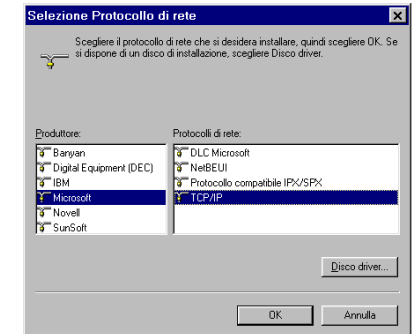 Selezione Protocollo di rete
Scegliere il protocollo di rete che si desidera installare, quindi scegliere OK. Se
si dispone di un disco di installazione, scegliere Disco driver.
Produttore:
Banyan
Digital Equipment (DEC)
IBM
Microsoft
Novell
SunSoft
Protocolli di rete:
DLC Microsoft
NetBEUI
Protocollo compatibile IPX/SPX
TCP/IP
Disco driver...
OK
Annulla